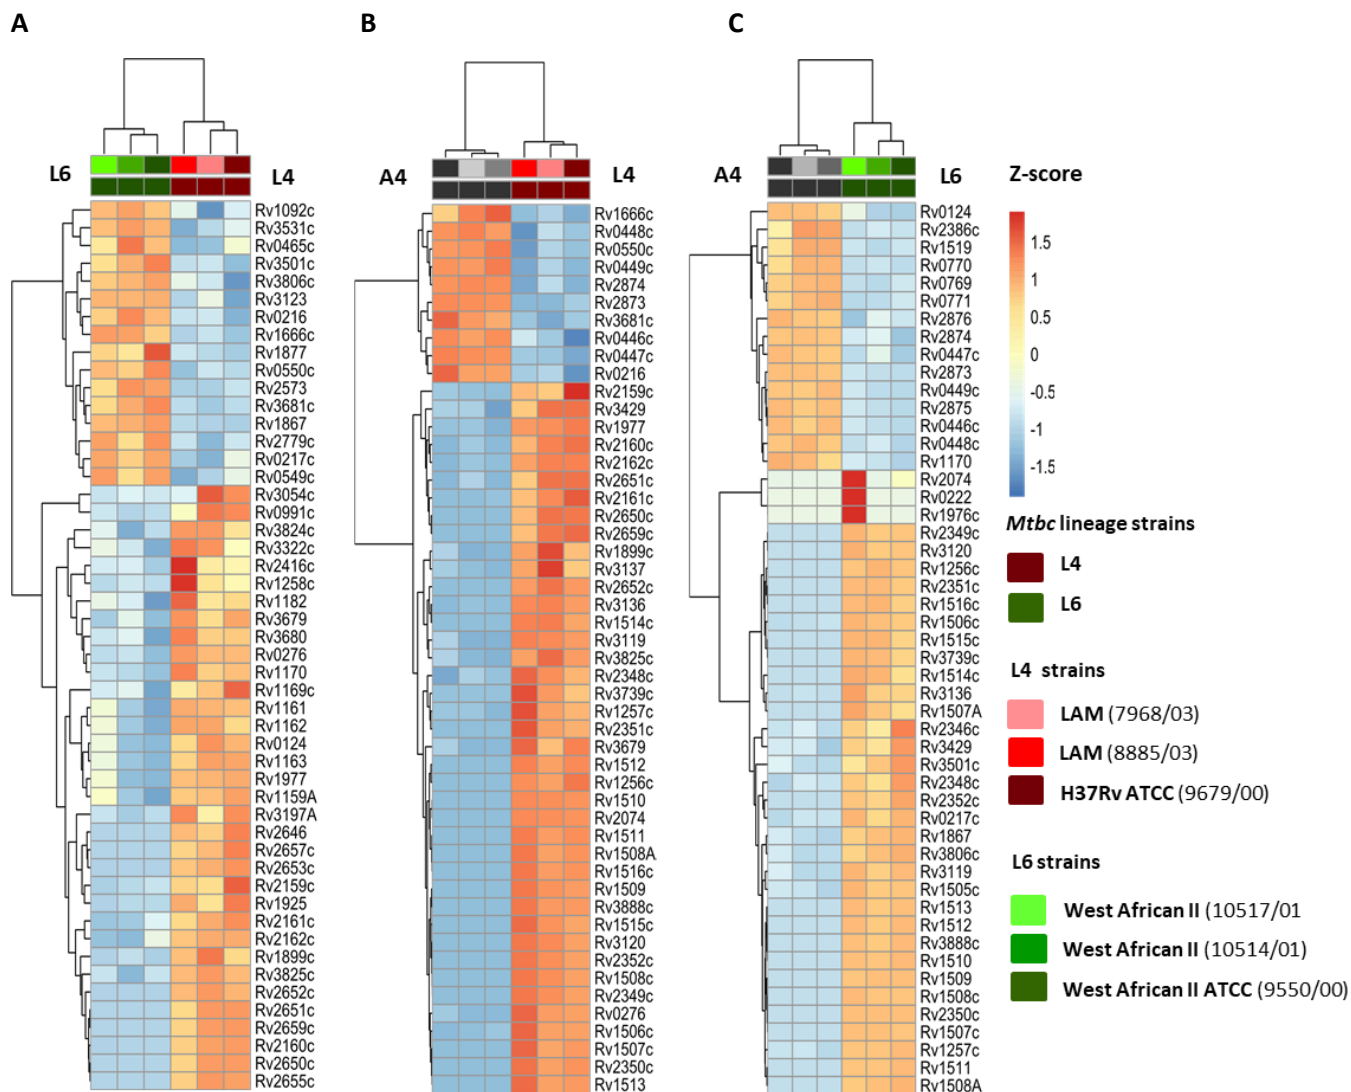 A
B
C
L6
L4
Rv1092c
Rv3531c
Rv0465c
Rv3501c
Rv3806c
Rv3123
Rv0216
Rv1666c
Rv1877
Rv0550c
Rv2573
Rv3681c
Rv1867
Rv2779c
Rv0217c
Rv0549c
Rv3054c
Rv0991c
Rv3824c
Rv3322c
Rv2416c
Rv1258c
Rv1182
Rv3679
Rv3680
Rv0276
Rv1170
Rv1169c
Rv1161
Rv1162
Rv0124
Rv1163
Rv1977
Rv1159A
Rv3197A
Rv2646
Rv2657c
Rv2653c
Rv2159c
Rv1925
Rv2161c
Rv2162c
Rv1899c
Rv3825c
Rv2652c
Rv2651c
Rv2659c
Rv2160c
Rv2650c
Rv2655c
A4
L4
Rv1666c
Rv0448c
Rv0550c
Rv0449c
Rv2874
Rv2873
Rv3681c
Rv0446c
Rv0447c
Rv0216
Rv2159c
Rv3429
Rv1977
Rv2160c
Rv2162c
Rv2651c
Rv2161c
Rv2650c
Rv2659c
Rv1899c
Rv3137
Rv2652c
Rv3136
Rv1514c
Rv3119
Rv3825c
Rv2348c
Rv3739c
Rv1257c
Rv2351c
Rv3679
Rv1512
Rv1256c
Rv1510
Rv2074
Rv1511
Rv1508A
Rv1516c
Rv1509
Rv3888c
Rv1515c
Rv3120
Rv2352c
Rv1508c
Rv2349c
Rv0276
Rv1506c
Rv1507c
Rv2350c
Rv1513
A4
L6
Rv0124
Rv2386c
Rv1519
Rv0770
Rv0769
Rv0771
Rv2876
Rv2874
Rv0447c
Rv2873
Rv0449c
Rv2875
Rv0446c
Rv0448c
Rv1170
Rv2074
Rv0222
Rv1976c
Rv2349c
Rv3120
Rv1256c
Rv2351c
Rv1516c
Rv1506c
Rv1515c
Rv3739c
Rv1514c
Rv3136
Rv1507A
Rv2346c
Rv3429
Rv3501c
Rv2348c
Rv2352c
Rv0217c
Rv1867
Rv3806c
Rv3119
Rv1505c
Rv1513
Rv1512
Rv3888c
Rv1510
Rv1509
Rv1508c
Rv2350c
Rv1507c
Rv1257c
Rv1511
Rv1508A
Z-score
1.5
1
0.5
0
-0.5
-1
-1.5
Mtbc lineage strains
L4
L6
L4 strains
LAM (7968/03)
LAM (8885/03)
H37Rv ATCC (9679/00)
L6 strains
West African II (10517/01
West African II (10514/01)
West African II ATCC (9550/00)